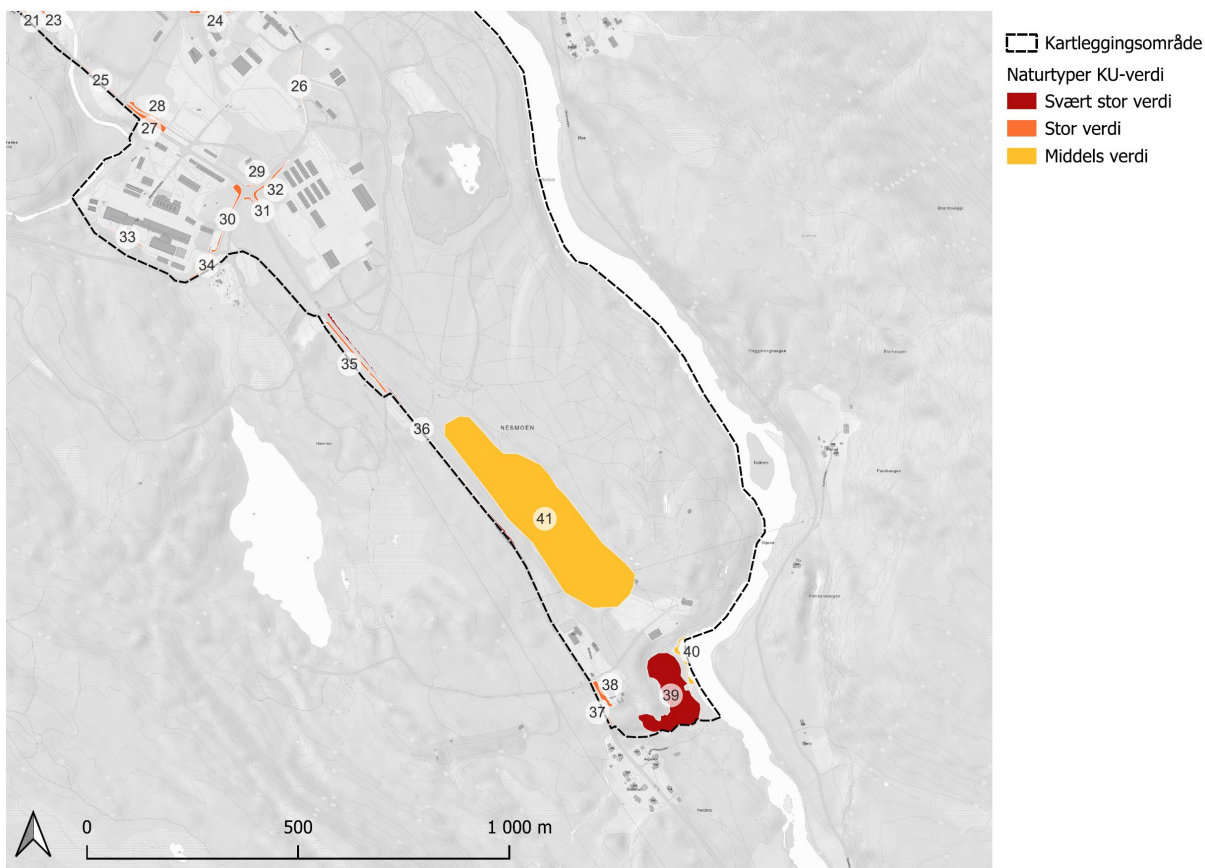 21 23
24
25
26
28
27
29
32
31
30
33
34
35
36
NESMOEN
41
40
38
39
37
0 500 1 000 m
Kartleggingsområde
Naturtyper KU-verdi
Svært stor verdi
Stor verdi
Middels verdi